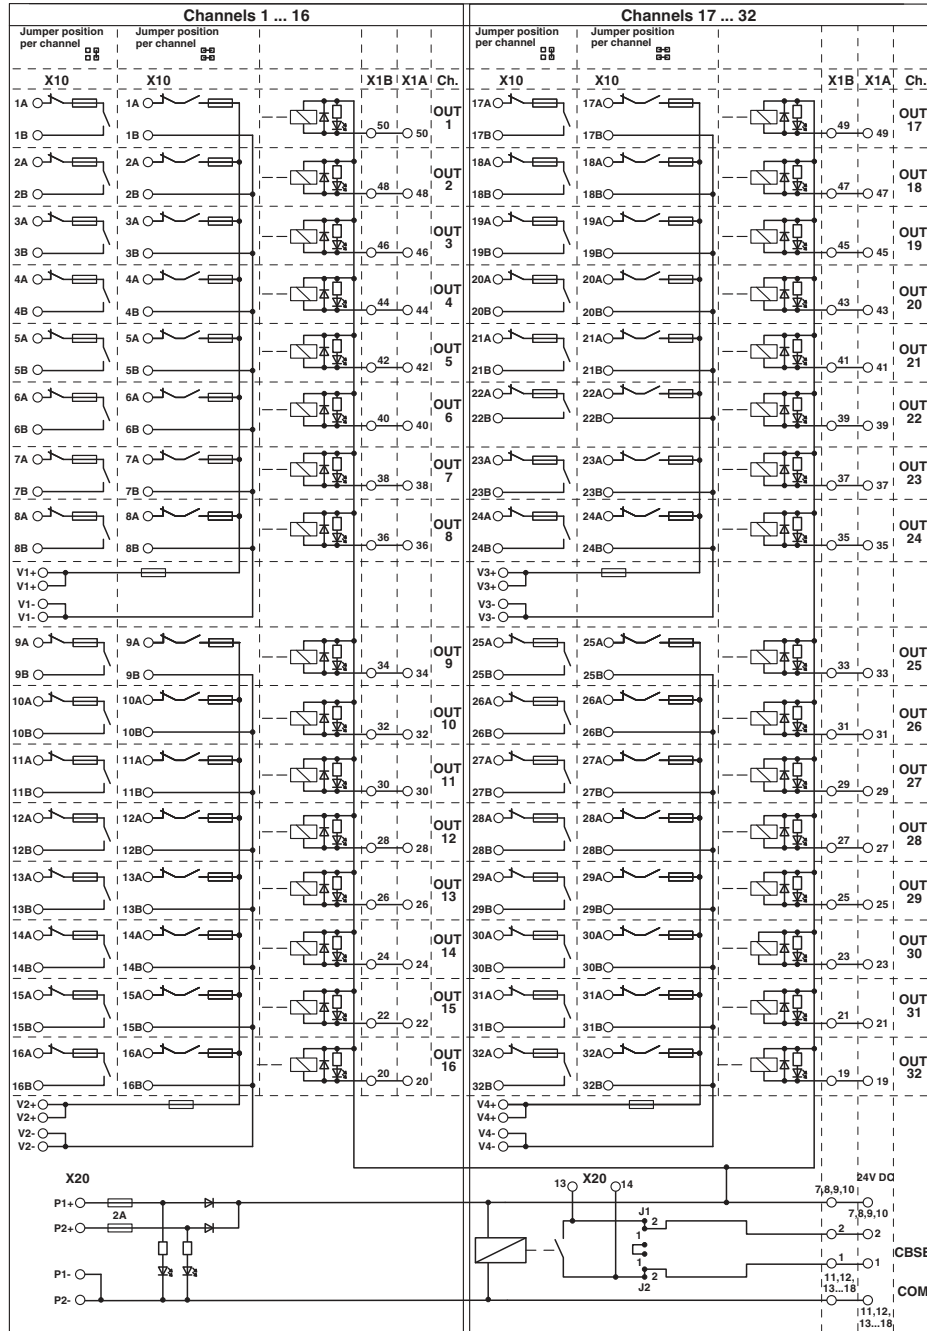 Channels 1 ... 16 Channels 17 ... 32
Jumper position per channel Jumper position per channel Jumper position per channel Jumper position per channel
X10 X10 X1B X1A Ch. X10 X10 X1B X1A Ch.
1A 1A 17A 17A
OUT 1 OUT 17
1B 1B 50 50 17B 17B 49 49
2A 2A 18A 18A
OUT 2 OUT 18
2B 2B 48 48 18B 18B 47 47
3A 3A 19A 19A
OUT 3 OUT 19
3B 3B 46 46 19B 19B 45 45
4A 4A 20A 20A
OUT 4 OUT 20
4B 4B 44 44 20B 20B 43 43
5A 5A 21A 21A
OUT 5 OUT 21
5B 5B 42 42 21B 21B 41 41
6A 6A 22A 22A
OUT 6 OUT 22
6B 6B 40 40 22B 22B 39 39
7A 7A 23A 23A
OUT 7 OUT 23
7B 7B 38 38 23B 23B 37 37
8A 8A 24A 24A
OUT 8 OUT 24
8B 8B 36 36 24B 24B 35 35
V1+ V3+
V1+ V3+
V1- V3-
V1- V3-
9A 9A 25A 25A
OUT 9 OUT 25
9B 9B 34 34 25B 25B 33 33
10A 10A 26A 26A
OUT 10 OUT 26
10B 10B 32 32 26B 26B 31 31
11A 11A 27A 27A
OUT 11 OUT 27
11B 11B 30 30 27B 27B 29 29
12A 12A 28A 28A
OUT 12 OUT 28
12B 12B 28 28 28B 28B 27 27
13A 13A 29A 29A
OUT 13 OUT 29
13B 13B 26 26 29B 29B 25 25
14A 14A 30A 30A
OUT 14 OUT 30
14B 14B 24 24 30B 30B 23 23
15A 15A 31A 31A
OUT 15 OUT 31
15B 15B 22 22 31B 31B 21 21
16A 16A 32A 32A
OUT 16 OUT 32
16B 16B 20 20 32B 32B 19 19
V2+ V4+
V2+ V4+
V2- V4-
V2- V4-
X20 X20 24V DC
13 14 7,8,9,10
P1+ 7,8,9,10
2A J1
P2+ 2 2 2
1 CBSE
1 1 1
P1- 2 11,12, 13...18
J2 COM
P2- 11,12, 13...18